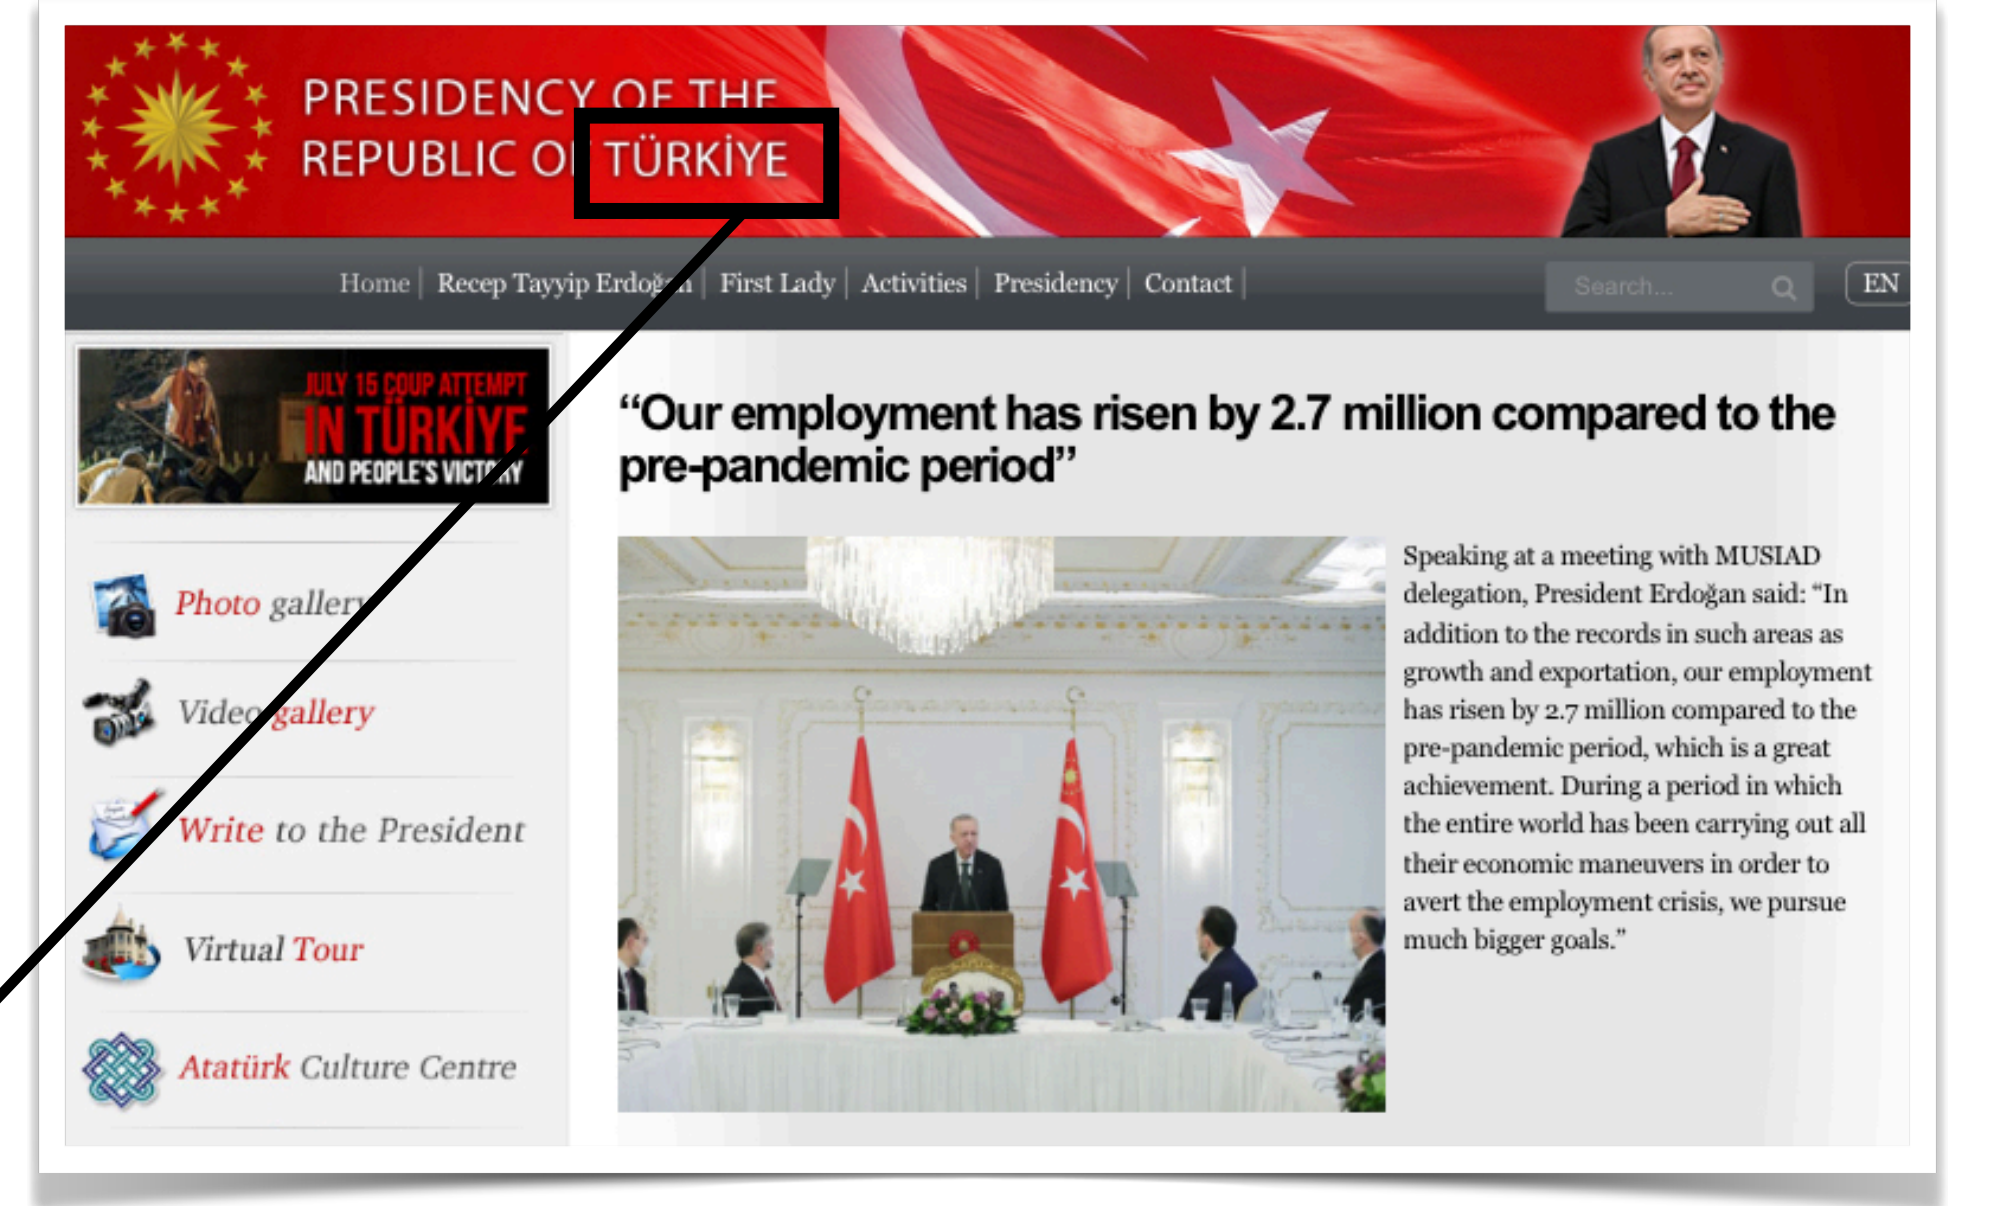 PRESIDENCY OF THE
REPUBLIC OF TÜRKİYE
Home | Recep Tayyip Erdoğan | First Lady | Activities | Presidency | Contact |
Search...
EN
JULY 15 COUP ATTEMPT
IN TÜRKİYE
AND PEOPLE'S VICTORY
Photo gallery
Video gallery
Write to the President
Virtual Tour
Atatürk Culture Centre
“Our employment has risen by 2.7 million compared to the
pre-pandemic period”
Speaking at a meeting with MUSIAD
delegation, President Erdoğan said: “In
addition to the records in such areas as
growth and exportation, our employment
has risen by 2.7 million compared to the
pre-pandemic period, which is a great
achievement. During a period in which
the entire world has been carrying out all
their economic maneuvers in order to
avert the employment crisis, we pursue
much bigger goals.”